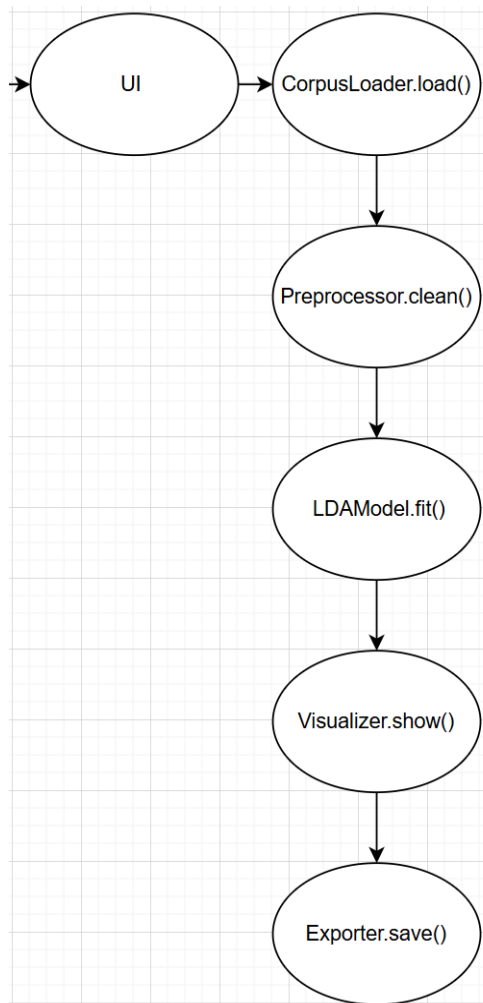 UI
CorpusLoader.load()
Preprocessor.clean()
LDAModel.fit()
Visualizer.show()
Exporter.save()